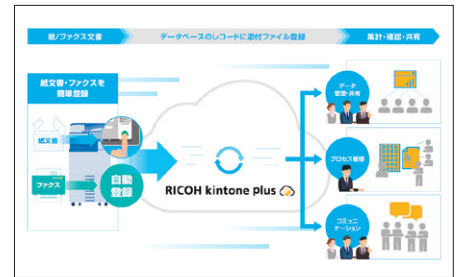 紙/ファクス文書
データベースのレコードに添付ファイル登録
集計・確認・共有
紙文書・ファクスを
簡単登録
紙文書
ファクス
自動
登録
RICOH kintone plus
データ
管理・共有
プロセス管理
コミュニ
ケーション